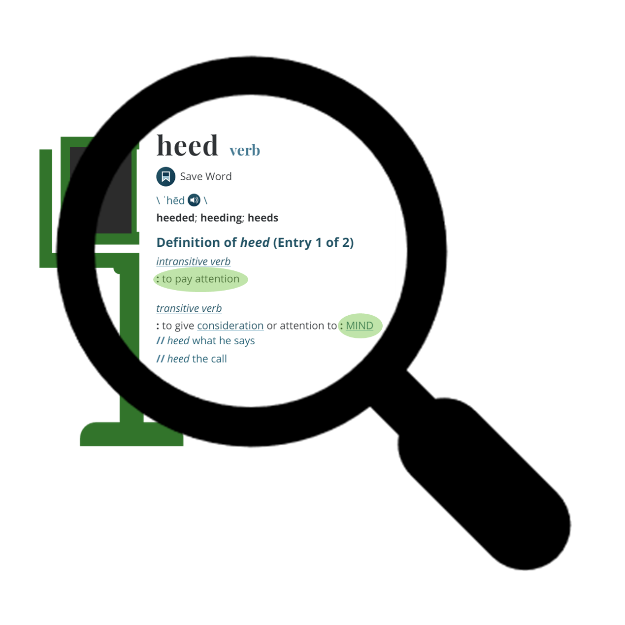 heed verb
Save Word
\ ˈhēd \
heeded; heeding; heeds
Definition of heed (Entry 1 of 2)
intransitive verb
: to pay attention
transitive verb
: to give consideration or attention to : MIND
// heed what he says
// heed the call